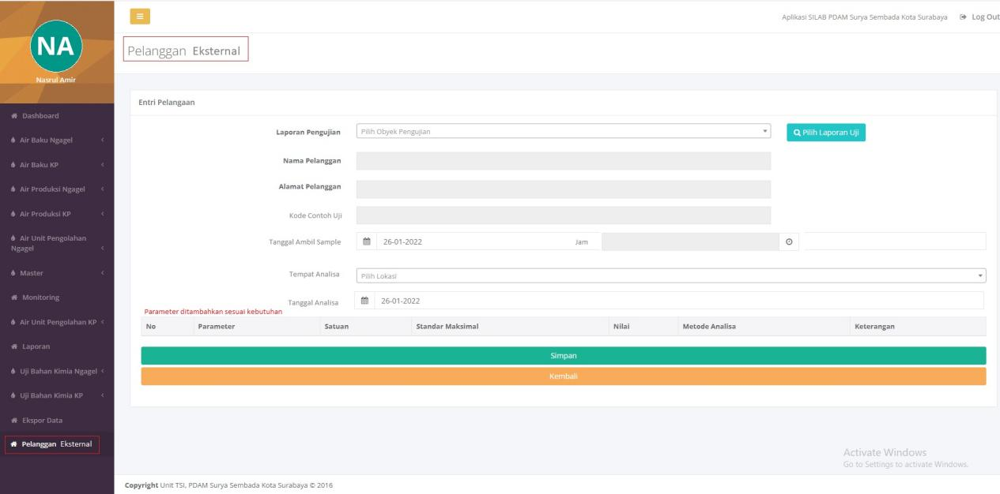 Aplikasi SILAB PDAM Surya Sembada Kota Surabaya Log Out
NA
Nasrul Amir
Dashboard
Air Baku Ngagel
Air Baku KP
Air Produksi Ngagel
Air Produksi KP
Air Unit Pengolahan
Ngagel
Master
Monitoring
Air Unit Pengolahan KP
Laporan
Uji Bahan Kimia Ngagel
Uji Bahan Kimia KP
Ekspor Data
Pelanggan Eksternal
Pelanggan Eksternal
Entri Pelangaan
Laporan Pengujian Pilih Obyek Pengujian Pilih Laporan Uji
Nama Pelanggan
Alamat Pelanggan
Kode Contoh Uji
Tanggal Ambil Sample 26-01-2022 Jam
Tempat Analisa Pilih Lokasi
Tanggal Analisa 26-01-2022
Parameter ditambahkan sesuai kebutuhan
No Parameter Satuan Standar Maksimal Nilai Metode Analisa Keterangan
Simpan
Kembali
Activate Windows
Go to Settings to activate Windows.
Copyright Unit TSI, PDAM Surya Sembada Kota Surabaya © 2016